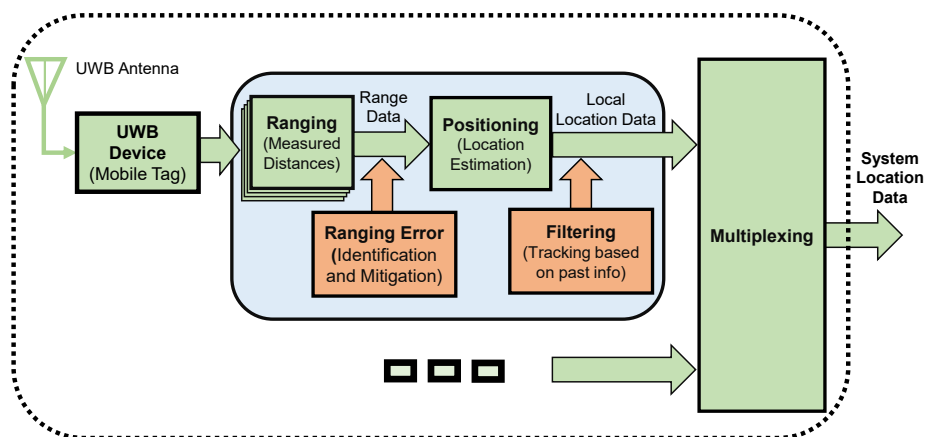 UWB Antenna
UWB
Device
(Mobile Tag)
Ranging
(Measured
Distances)
Range
Data
Positioning
(Location
Estimation)
Local
Location Data
Ranging Error
(Identification
and Mitigation)
Filtering
(Tracking based
on past info)
Multiplexing
System
Location
Data